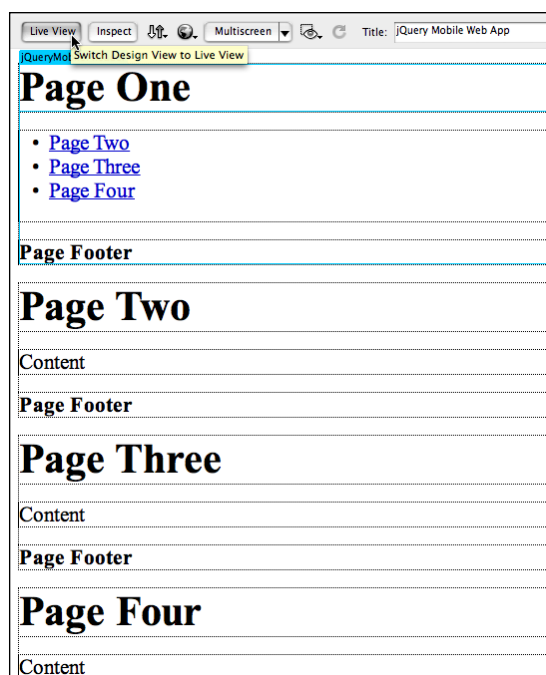 Live View Inspect Multiscreen Title: jQuery Mobile Web App
jQueryMob Switch Design View to Live View
Page One
• Page Two
• Page Three
• Page Four
Page Footer
Page Two
Content
Page Footer
Page Three
Content
Page Footer
Page Four
Content